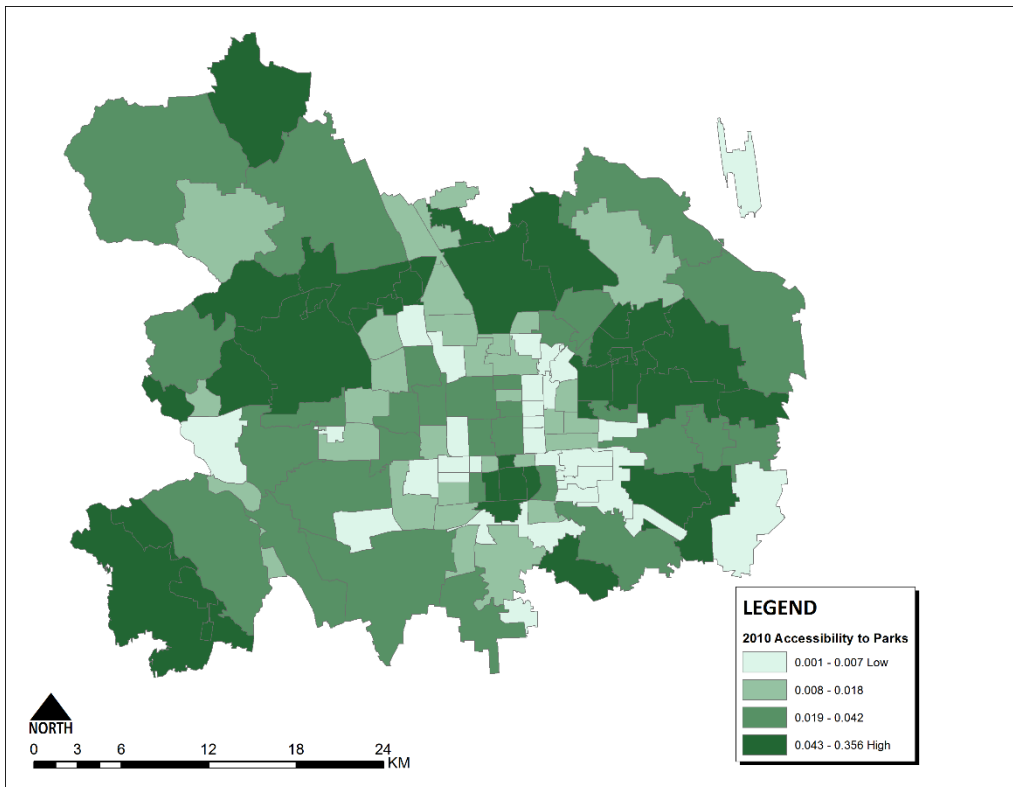 LEGEND
2010 Accessibility to Parks
0.001 - 0.007 Low
0.008 - 0.018
0.019 - 0.042
0.043 - 0.356 High
NORTH
0 3 6 12 18 24
KM